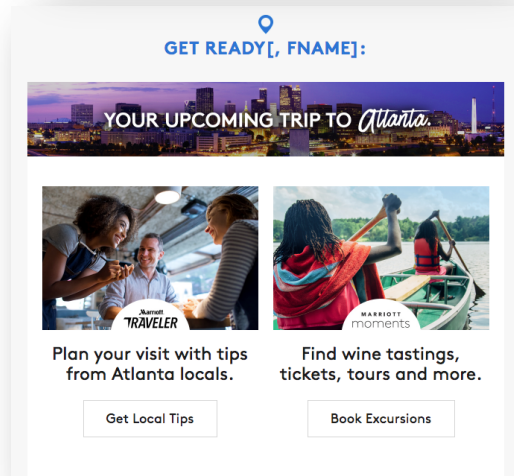 GET READY[, FNAME]:
YOUR UPCOMING TRIP TO Atlanta.
Marriott
TRAVELER
MARRIOTT
moments
Plan your visit with tips
from Atlanta locals.
Find wine tastings,
tickets, tours and more.
Get Local Tips
Book Excursions